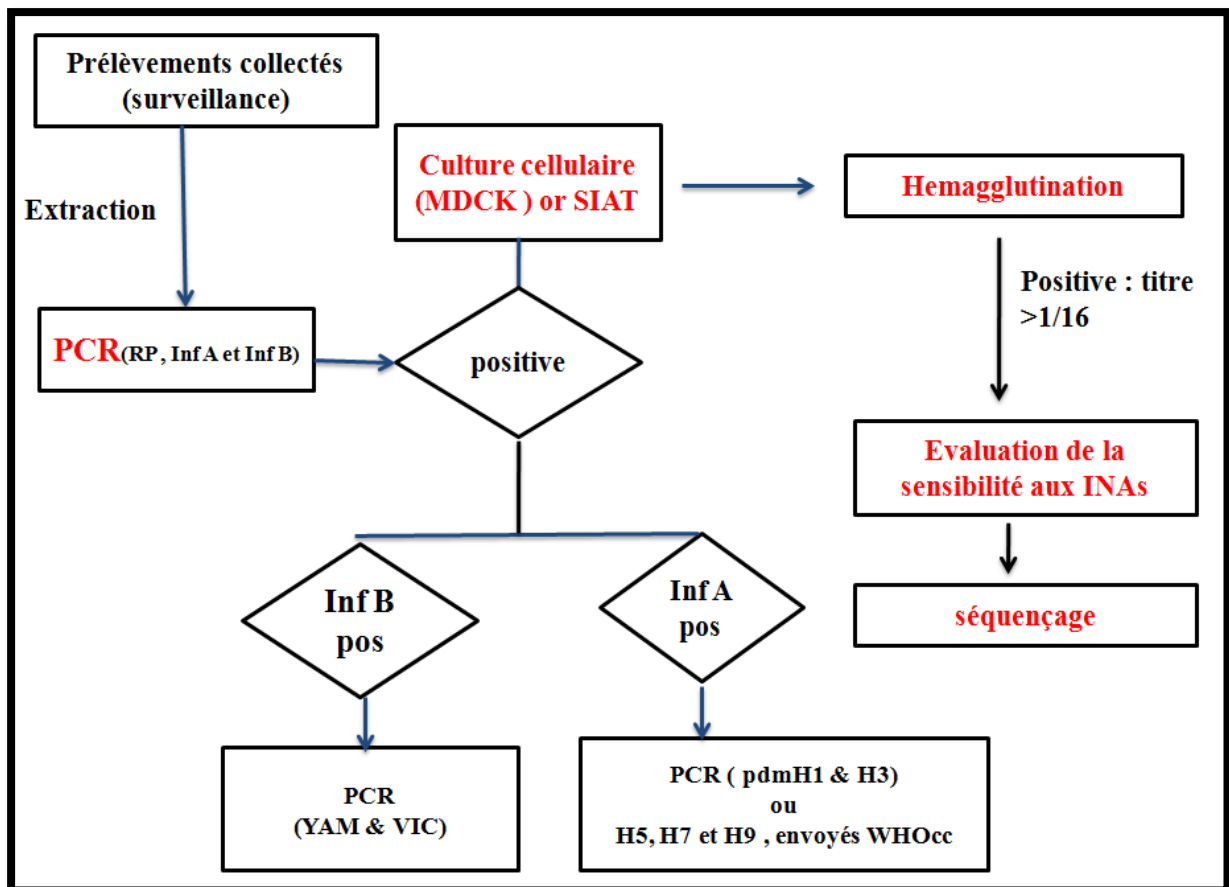 Prélèvements collectés
(surveillance)
Extraction
PCR(RP, Inf A et Inf B)
Culture cellulaire
(MDCK ) or SIAT
positive
Hemagglutination
Positive : titre
>1/16
Evaluation de la
sensibilité aux INAs
séquençage
Inf B
pos
Inf A
pos
PCR
(YAM & VIC)
PCR ( pdmH1 & H3)
ou
H5, H7 et H9 , envoyés WHOcc